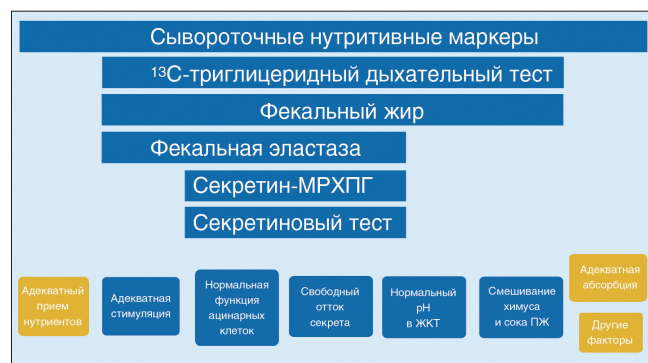 Сывороточные нутритивные маркеры
¹³С-триглицеридный дыхательный тест
Фекальный жир
Фекальная эластаза
Секретин-МРХПГ
Секретиновый тест
Адекватный
прием
нутриентов
Адекватная
стимуляция
Нормальная
функция
ацинарных
клеток
Свободный
отток
секрета
Нормальный
pH
в ЖКТ
Смешивание
химуса
и сока ПЖ
Адекватная
абсорбция
Другие
факторы